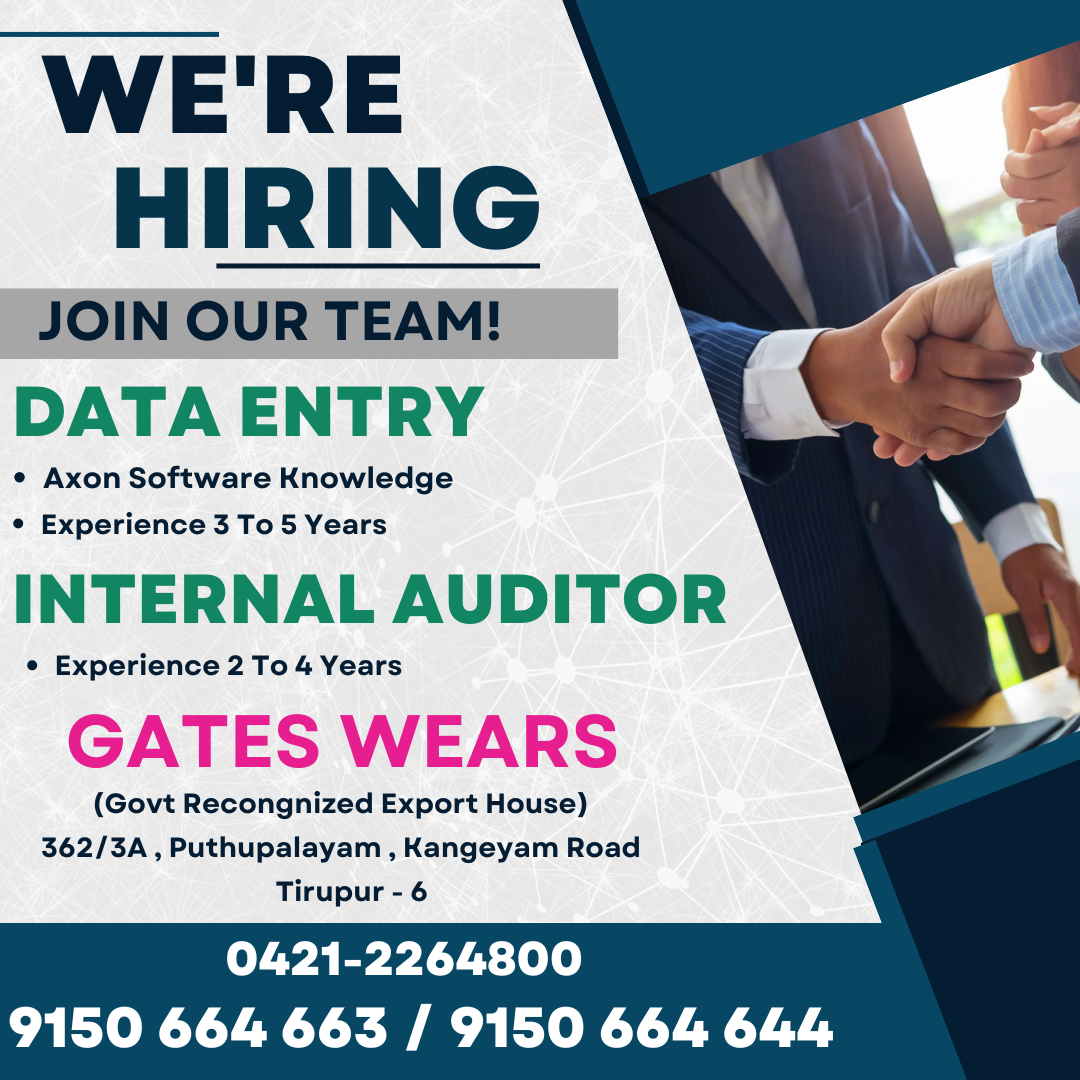 WE'RE
HIRING
JOIN OUR TEAM!
DATA ENTRY
• Axon Software Knowledge
• Experience 3 To 5 Years
INTERNAL AUDITOR
• Experience 2 To 4 Years
GATES WEARS
(Govt Recongnized Export House)
362/3A , Puthupalayam , Kangeyam Road
Tirupur - 6
0421-2264800
9150 664 663 / 9150 664 644